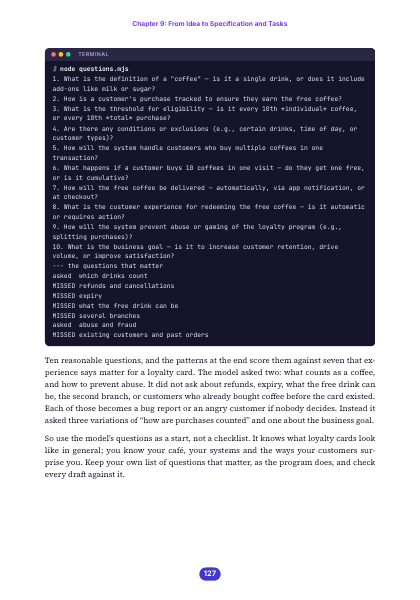 Chapter 9: From Idea to Specification and Tasks
TERMINAL
$ node questions.mjs
1. What is the definition of a "coffee" — is it a single drink, or does it include
add-ons like milk or sugar?
2. How is a customer's purchase tracked to ensure they earn the free coffee?
3. What is the threshold for eligibility — is it every 10th *individual* coffee,
or every 10th *total* purchase?
4. Are there any conditions or exclusions (e.g., certain drinks, time of day, or
customer types)?
5. How will the system handle customers who buy multiple coffees in one
transaction?
6. What happens if a customer buys 10 coffees in one visit — do they get one free,
or is it cumulative?
7. How will the free coffee be delivered — automatically, via app notification, or
at checkout?
8. What is the customer experience for redeeming the free coffee — is it automatic
or requires action?
9. How will the system prevent abuse or gaming of the loyalty program (e.g.,
splitting purchases)?
10. What is the business goal — is it to increase customer retention, drive
volume, or improve satisfaction?
--- the questions that matter
asked  which drinks count
MISSED refunds and cancellations
MISSED expiry
MISSED what the free drink can be
MISSED several branches
asked  abuse and fraud
MISSED existing customers and past orders
Ten reasonable questions, and the patterns at the end score them against seven that ex-
perience says matter for a loyalty card. The model asked two: what counts as a coffee,
and how to prevent abuse. It did not ask about refunds, expiry, what the free drink can
be, the second branch, or customers who already bought coffee before the card existed.
Each of those becomes a bug report or an angry customer if nobody decides. Instead it
asked three variations of “how are purchases counted” and one about the business goal.
So use the model’s questions as a start, not a checklist. It knows what loyalty cards look
like in general; you know your café, your systems and the ways your customers sur-
prise you. Keep your own list of questions that matter, as the program does, and check
every draft against it.
127